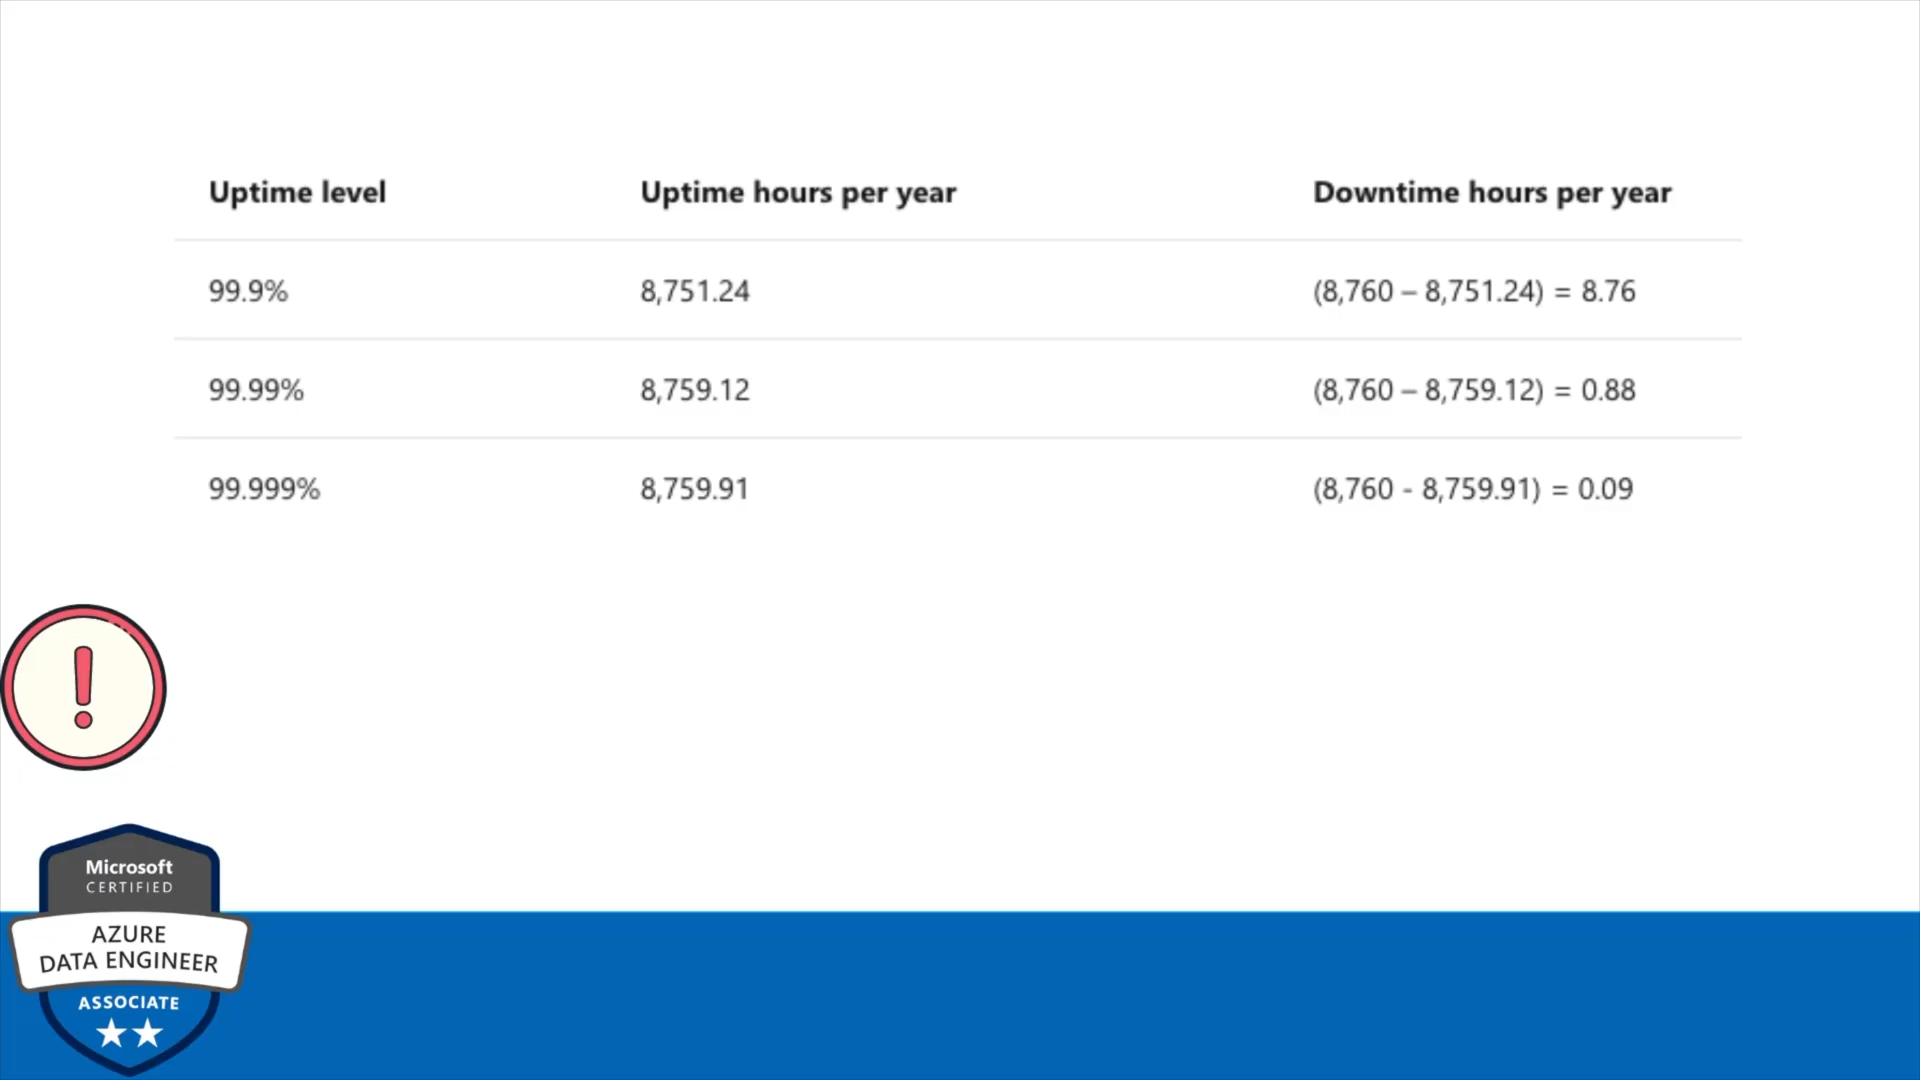 Uptime level Uptime hours per year Downtime hours per year
99.9% 8,751.24 (8,760 – 8,751.24) = 8.76
99.99% 8,759.12 (8,760 – 8,759.12) = 0.88
99.999% 8,759.91 (8,760 - 8,759.91) = 0.09
!
Microsoft
CERTIFIED
AZURE
DATA ENGINEER
ASSOCIATE